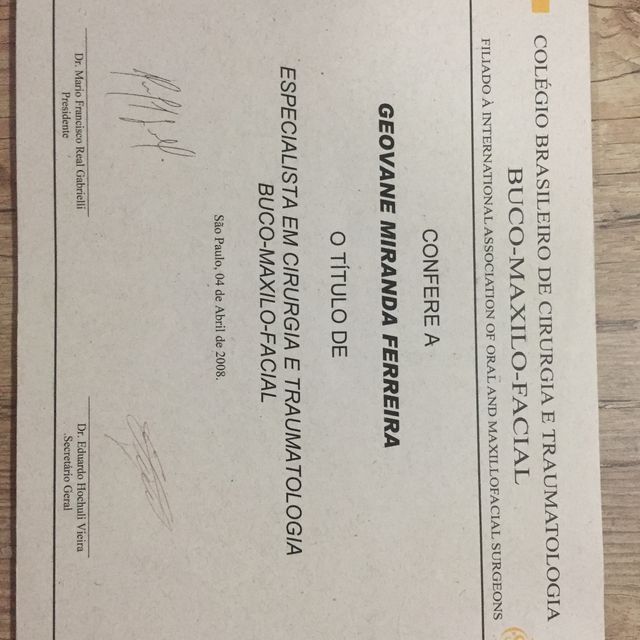 COLÉGIO BRASILEIRO DE CIRURGIA E TRAUMATOLOGIA
BUCO-MAXILO-FACIAL
FILIADO À INTERNATIONAL ASSOCIATION OF ORAL AND MAXILLOFACIAL SURGEONS
CONFERE A
GEOVANE MIRANDA FERREIRA
O TÍTULO DE
ESPECIALISTA EM CIRURGIA E TRAUMATOLOGIA
BUCO-MAXILO-FACIAL
São Paulo, 04 de Abril de 2008.
Dr. Mario Francisco Real Gabrielli
Presidente
Dr. Eduardo Hochuli Vieira
Secretário Geral